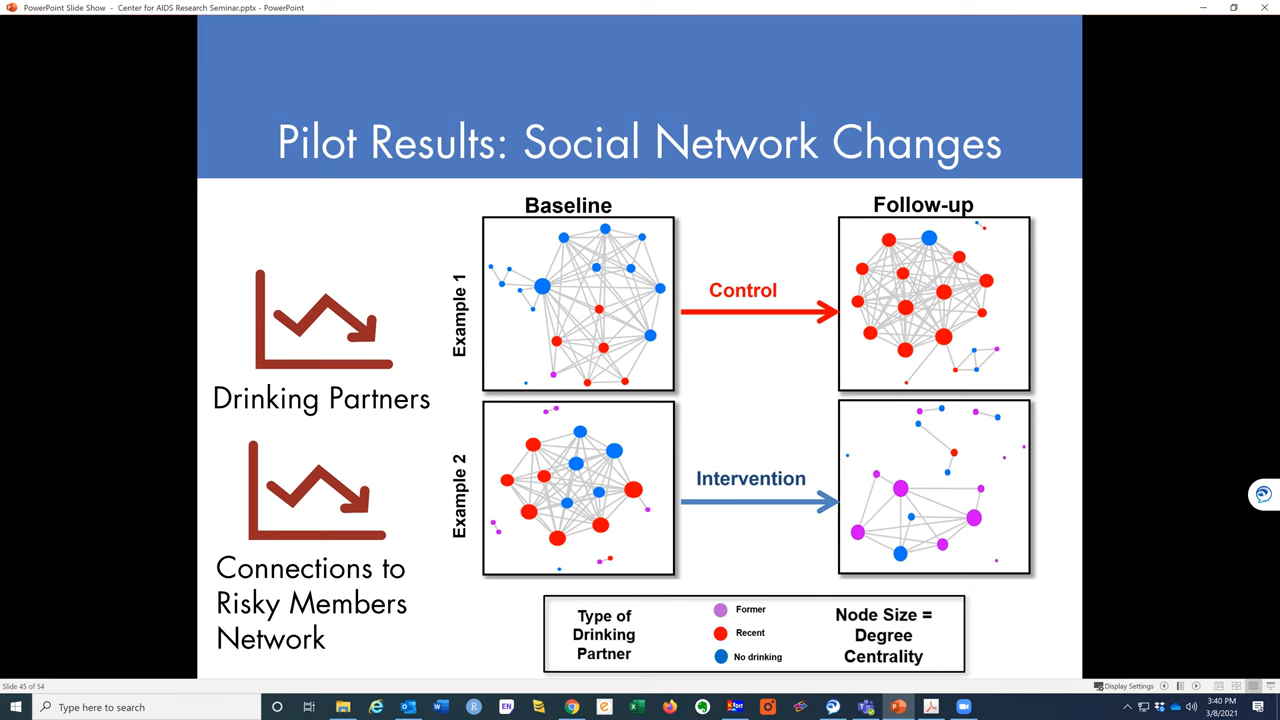 PowerPoint Slide Show - Center for AIDS Research Seminar.pptx - PowerPoint
Pilot Results: Social Network Changes
Baseline
Follow-up
Example 1
Control
Drinking Partners
Example 2
Intervention
Connections to
Risky Members
Network
Type of
Drinking
Partner
Former
Recent
No drinking
Node Size =
Degree
Centrality
Slide 45 of 54
Display Settings
Type here to search
EN
3:40 PM
3/8/2021